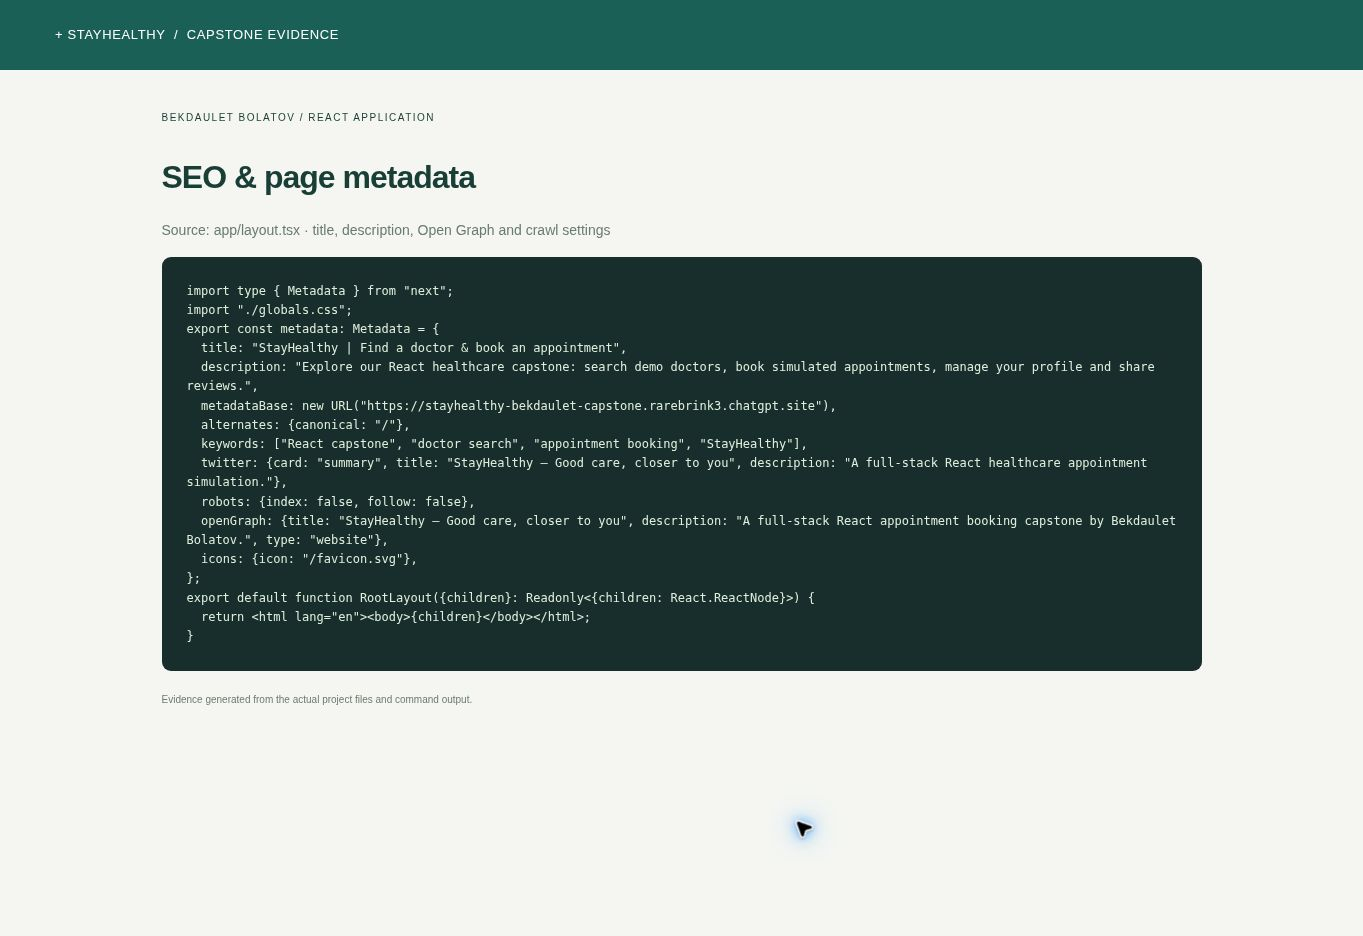 + STAYHEALTHY / CAPSTONE EVIDENCE
BEKDAULET BOLATOV / REACT APPLICATION
SEO & page metadata
Source: app/layout.tsx · title, description, Open Graph and crawl settings
import type { Metadata } from "next";
import "./globals.css";
export const metadata: Metadata = {
  title: "StayHealthy | Find a doctor & book an appointment",
  description: "Explore our React healthcare capstone: search demo doctors, book simulated appointments, manage your profile and share
reviews.",
  metadataBase: new URL("https://stayhealthy-bekdaulet-capstone.rarebrink3.chatgpt.site"),
  alternates: {canonical: "/"},
  keywords: ["React capstone", "doctor search", "appointment booking", "StayHealthy"],
  twitter: {card: "summary", title: "StayHealthy — Good care, closer to you", description: "A full-stack React healthcare appointment
simulation."},
  robots: {index: false, follow: false},
  openGraph: {title: "StayHealthy — Good care, closer to you", description: "A full-stack React appointment booking capstone by Bekdaulet
Bolatov.", type: "website"},
  icons: {icon: "/favicon.svg"},
};
export default function RootLayout({children}: Readonly<{children: React.ReactNode}>) {
  return <html lang="en"><body>{children}</body></html>;
}
Evidence generated from the actual project files and command output.